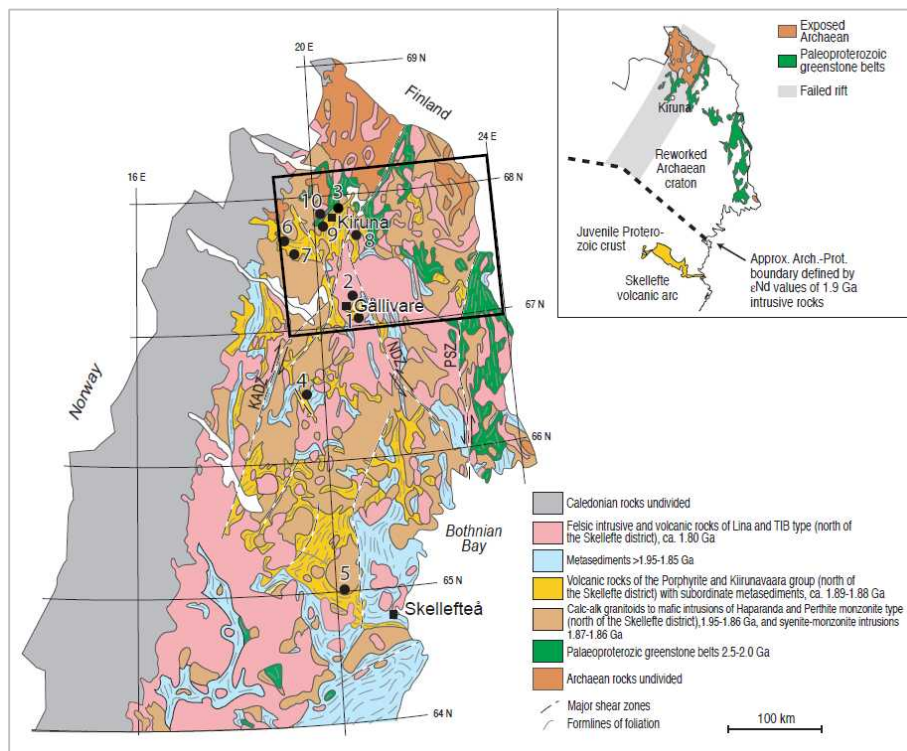 20 E
69 N
Finland
24 E
16 E
68 N
3
10
Kiruna
6
9
8
7
2
Gällivare
1
67 N
NDZ
PSZ
KADZ
4
Norway
66 N
Bothnian
Bay
5
65 N
Skellefteå
64 N
Exposed
Archaean
Paleoproterozoic
greenstone belts
Failed rift
Kiruna
Reworked
Archaean
craton
Juvenile Protero-
zoic crust
Skellefte
volcanic arc
Approx. Arch.-Prot.
boundary defined by
εNd values of 1.9 Ga
intrusive rocks
Caledonian rocks undivided
Felsic intrusive and volcanic rocks of Lina and TIB type (north of
the Skellefte district), ca. 1.80 Ga
Metasediments >1.95-1.85 Ga
Volcanic rocks of the Porphyrite and Kiirunavaara group (north of
the Skellefte district) with subordinate metasediments, ca. 1.89-1.88 Ga
Calc-alk granitoids to mafic intrusions of Haparanda and Perthite monzonite type
(north of the Skellefte district),1.95-1.86 Ga, and syenite-monzonite intrusions
1.87-1.86 Ga
Palaeoproterozic greenstone belts 2.5-2.0 Ga
Archaean rocks undivided
Major shear zones
Formlines of foliation
100 km